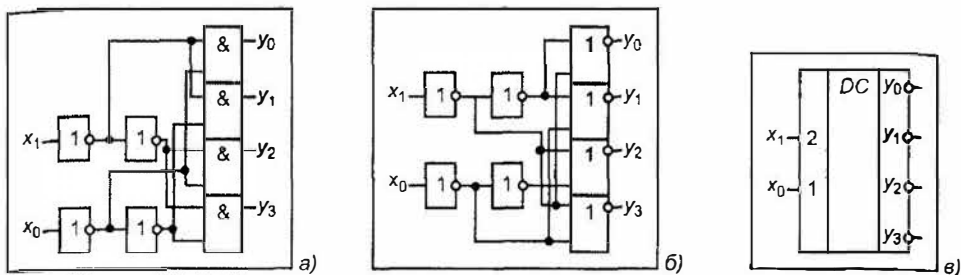 & y₀
& y₁
x₁ 1 1 & y₂
x₀ 1 1 & y₃
а)
1 y₀
x₁ 1 1 1 y₁
1 y₂
x₀ 1 1 1 y₃
б)
DC y₀
x₁ 2 y₁
x₀ 1 y₂
y₃
в)